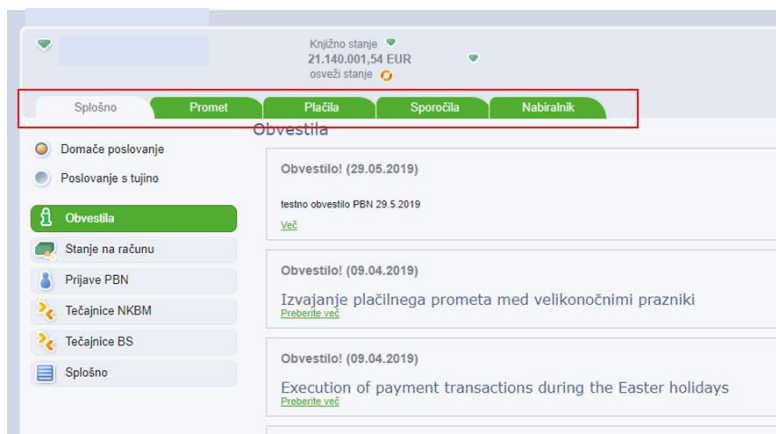 Knjižno stanje
21.140.001,54 EUR
osveži stanje
Splošno Promet Plačila Sporočila Nabiralnik
Domače poslovanje
Poslovanje s tujino
Obvestila
Stanje na računu
Prijave PBN
Tečajnice NKBM
Tečajnice BS
Splošno
Obvestila
Obvestilo! (29.05.2019)
testno obvestilo PBN 29.5.2019
Več
Obvestilo! (09.04.2019)
Izvajanje plačilnega prometa med velikonočnimi prazniki
Preberite več
Obvestilo! (09.04.2019)
Execution of payment transactions during the Easter holidays
Preberite več